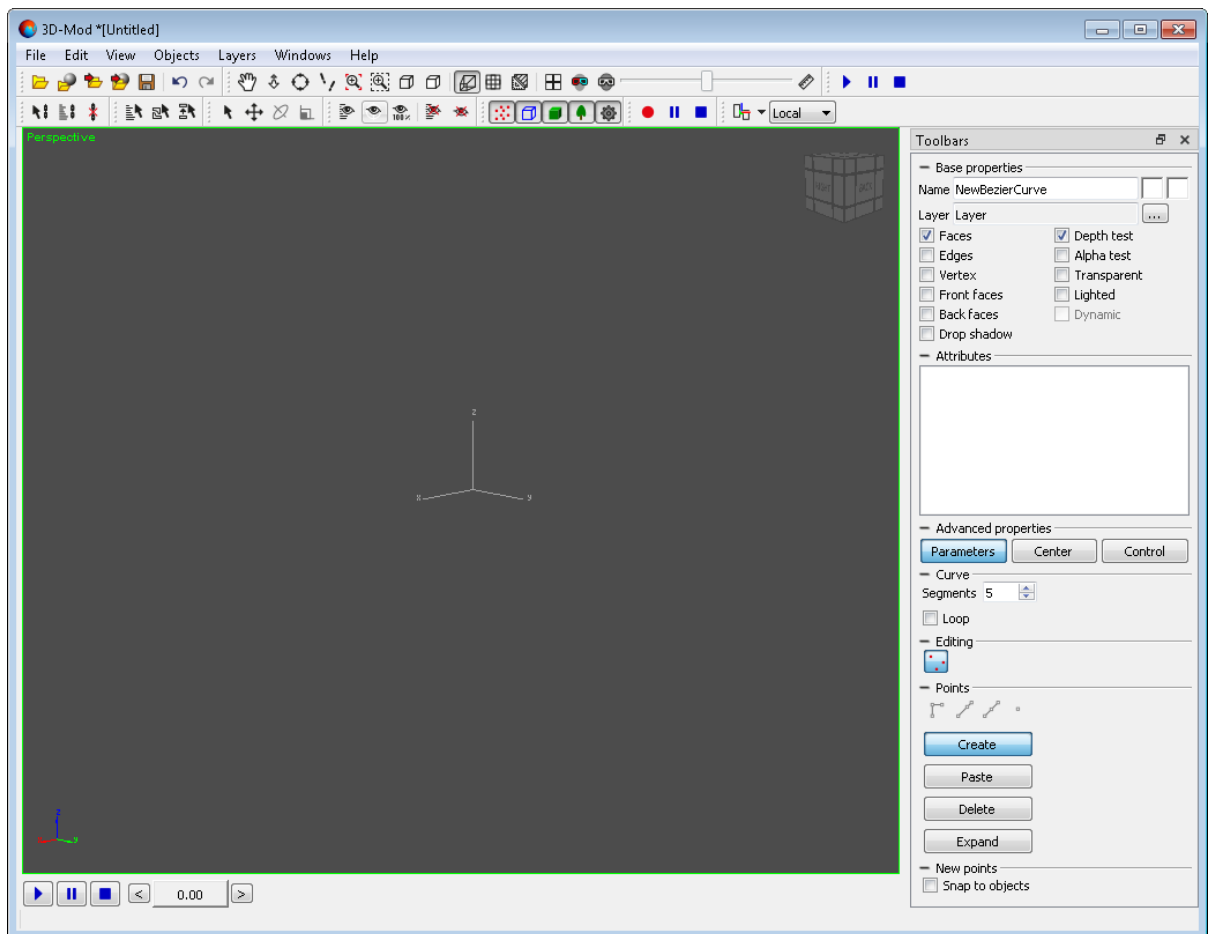 3D-Mod *[Untitled]
File Edit View Objects Layers Windows Help
100%
Local
Perspective
Toolbars
Base properties
Name NewBezierCurve
Layer Layer ...
Faces Depth test
Edges Alpha test
Vertex Transparent
Front faces Lighted
Back faces Dynamic
Drop shadow
Attributes
z
x y
Advanced properties
Parameters Center Control
Curve
Segments 5
Loop
Editing
Points
Create
Paste
Delete
Expand
z
x y
New points
Snap to objects
< 0.00 >